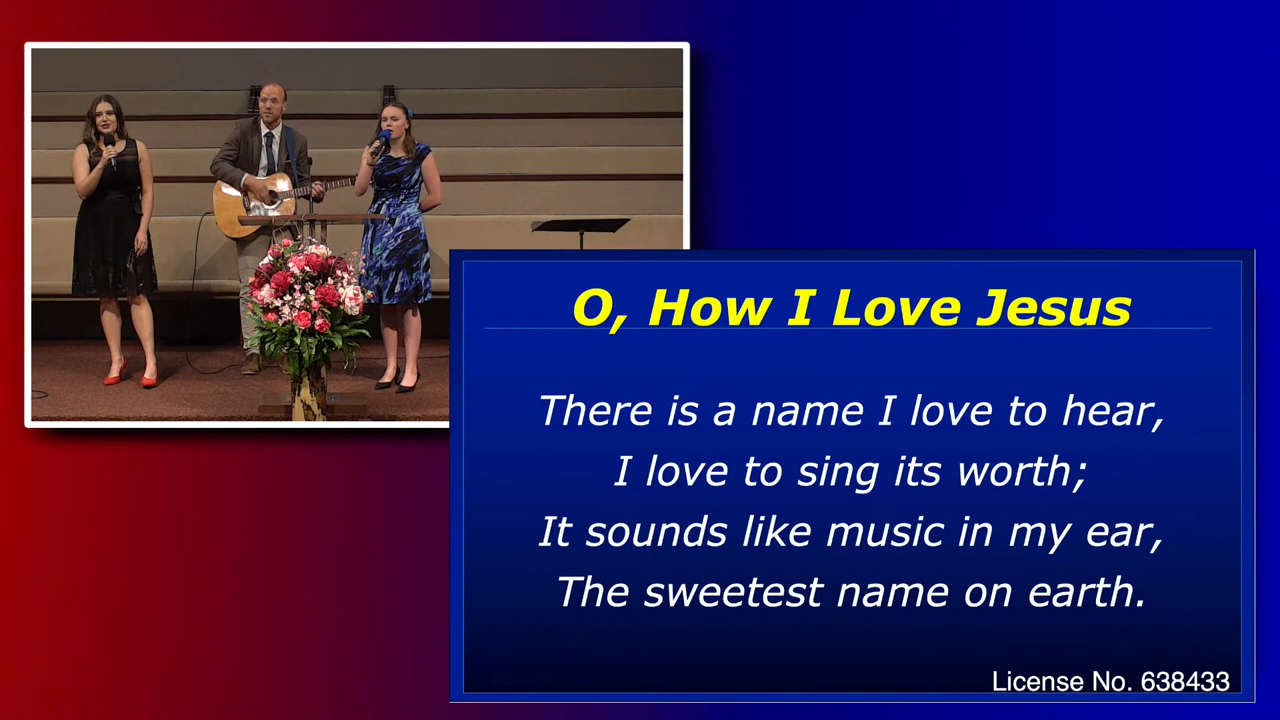 O, How I Love Jesus
There is a name I love to hear,
I love to sing its worth;
It sounds like music in my ear,
The sweetest name on earth.
License No. 638433